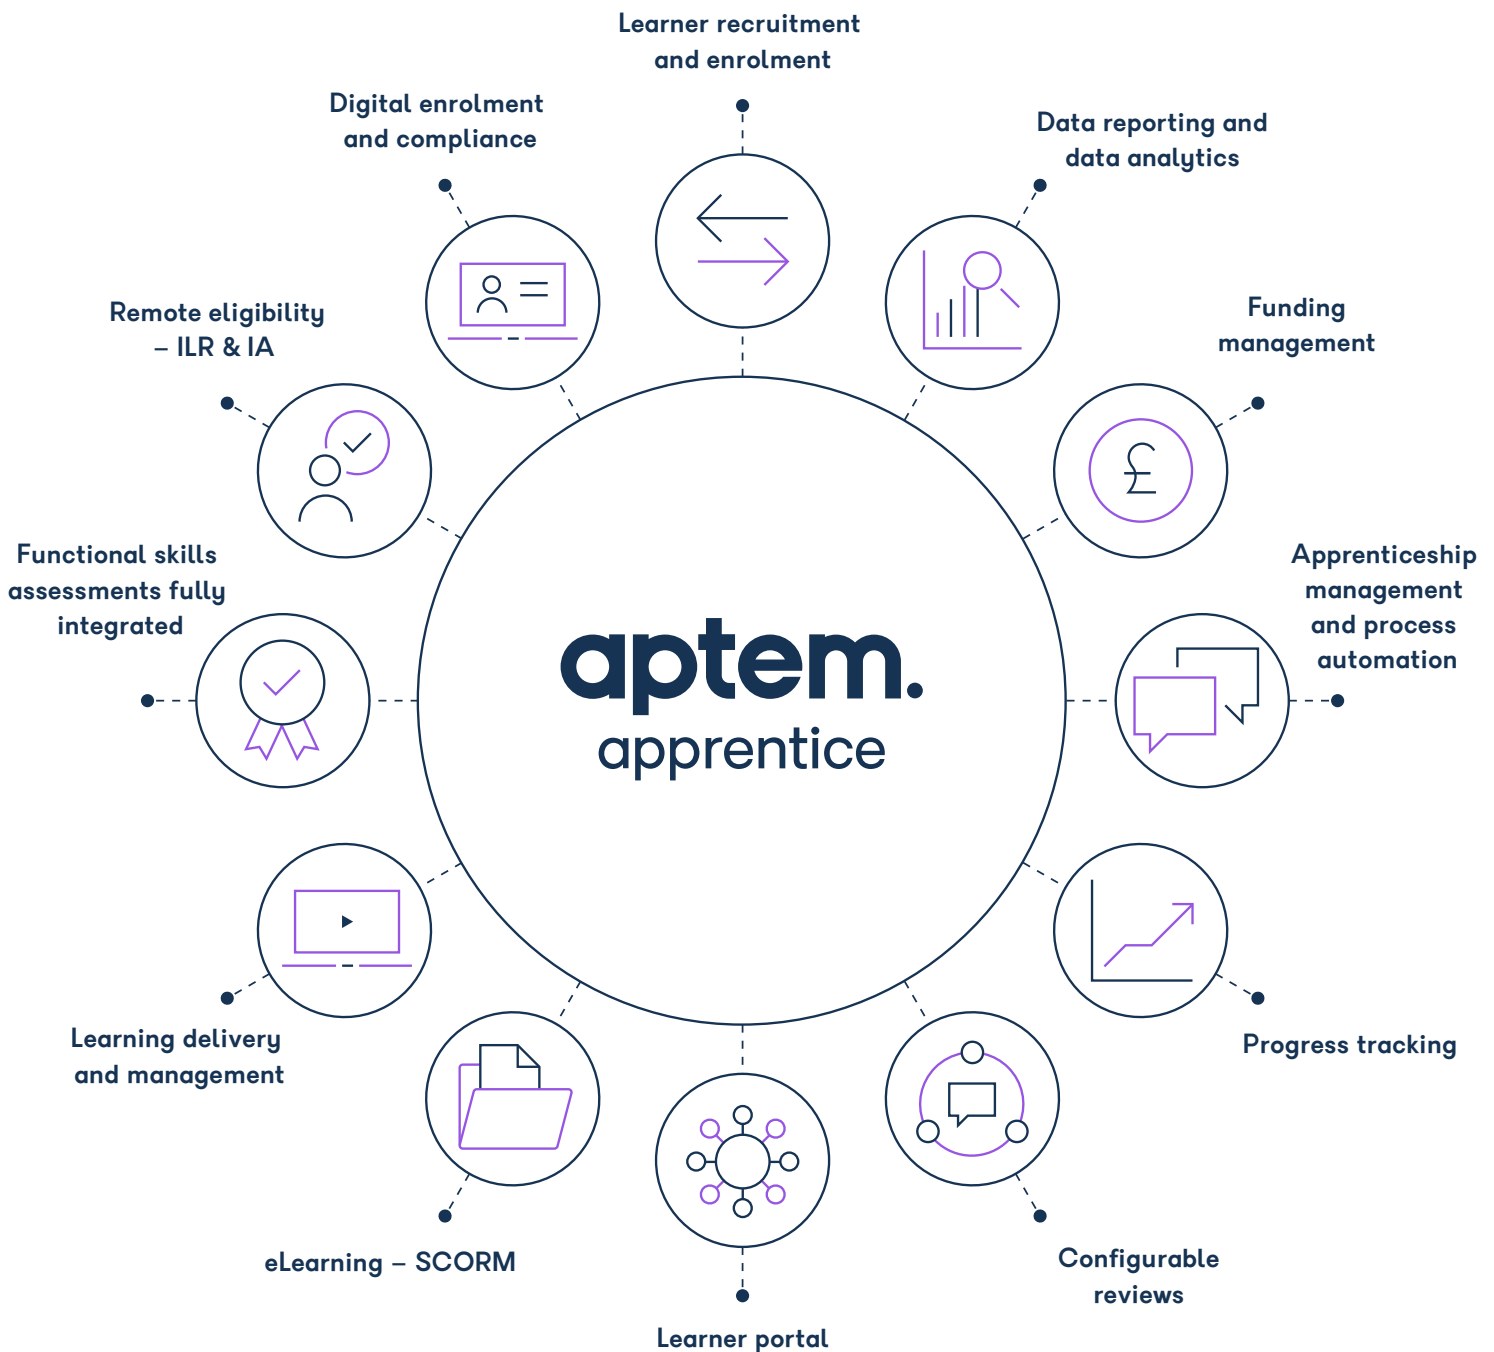 Learner recruitment
and enrolment
Data reporting and
data analytics
Funding
management
£
Apprenticeship
management
and process
automation
Progress tracking
Configurable
reviews
Learner portal
eLearning – SCORM
Learning delivery
and management
Functional skills
assessments fully
integrated
Remote eligibility
– ILR & IA
Digital enrolment
and compliance
aptem.
apprentice